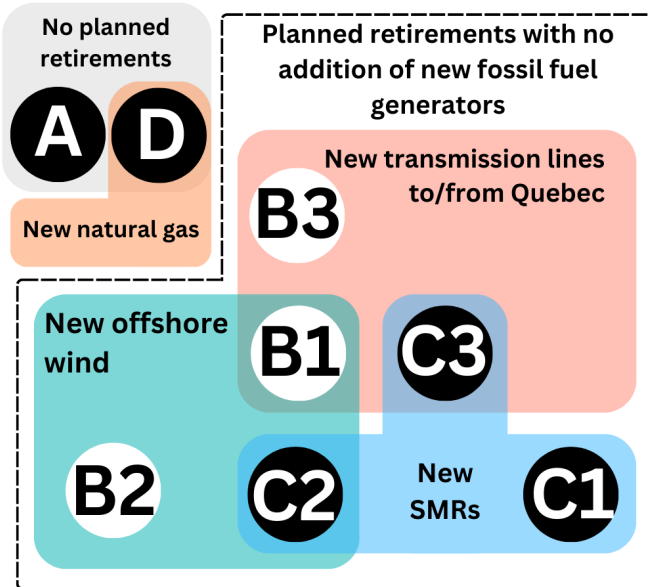 No planned
retirements
A
D
New natural gas
Planned retirements with no
addition of new fossil fuel
generators
New transmission lines
to/from Quebec
B3
New offshore
wind
B1
C3
B2
C2
New
SMRs
C1